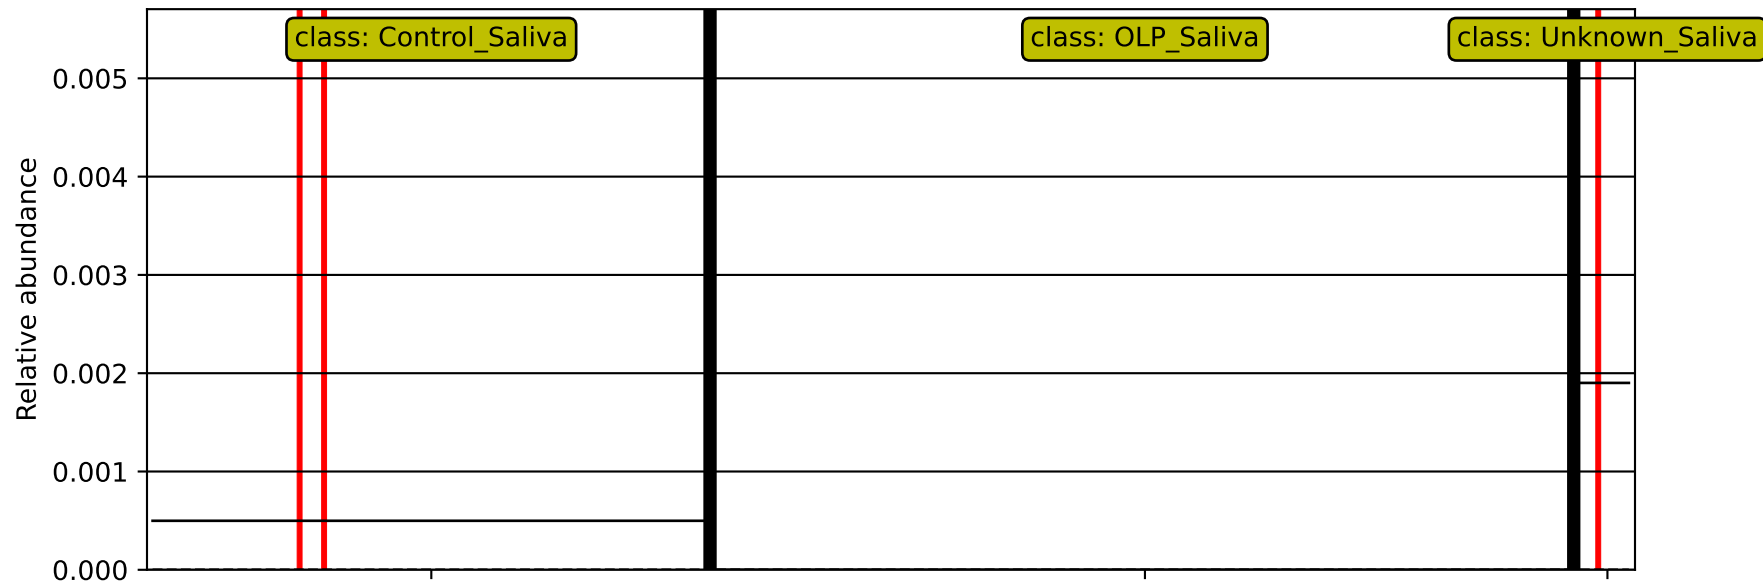 class: Control_Saliva
class: OLP_Saliva
class: Unknown_Saliva
Relative abundance
0.005
0.004
0.003
0.002
0.001
0.000